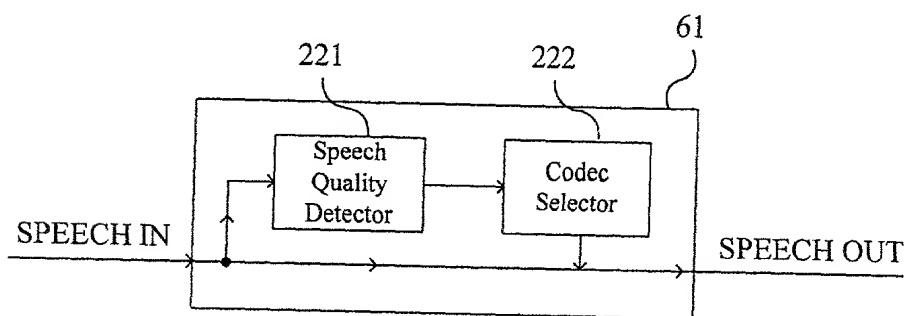 61
221
222
Speech
Quality
Detector
Codec
Selector
SPEECH IN
SPEECH OUT